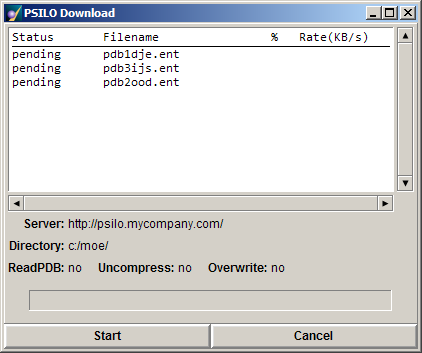 PSILO Download
Status Filename % Rate(KB/s)
pending pdb1dje.ent
pending pdb3ijs.ent
pending pdb2ood.ent
Server: http://psilo.mycompany.com/
Directory: c:/moe/
ReadPDB: no Uncompress: no Overwrite: no
Start Cancel